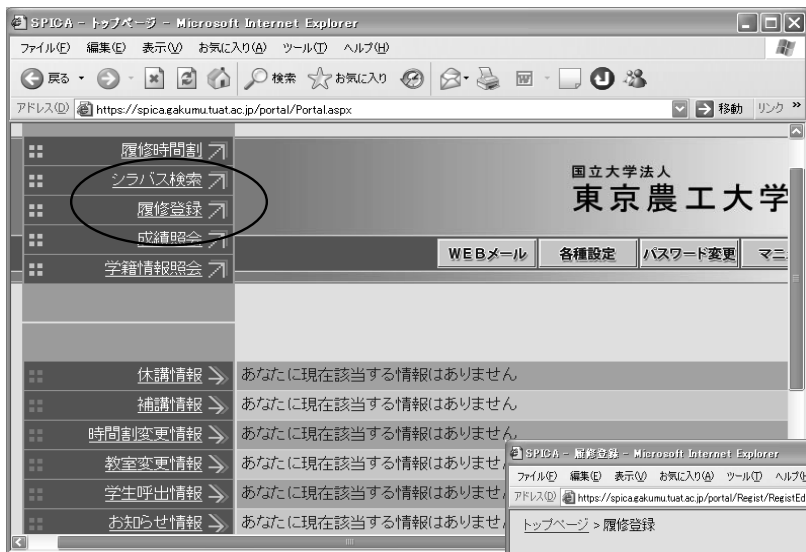 SPICA - トップページ - Microsoft Internet Explorer
ファイル(F) 編集(E) 表示(V) お気に入り(A) ツール(T) ヘルプ(H)
戻る 検索 お気に入り
アドレス(D) https://spica.gakumu.tuat.ac.jp/portal/Portal.aspx 移動 リンク »
履修時間割
シラバス検索
履修登録
成績照会
学籍情報照会
国立大学法人
東京農工大学
WEBメール 各種設定 パスワード変更 マニ
休講情報 あなたに現在該当する情報はありません
補講情報 あなたに現在該当する情報はありません
時間割変更情報 あなたに現在該当する情報はありません
教室変更情報 あなたに現在該当する情報はありませ
学生呼出情報 あなたに現在該当する情報はありませ
お知らせ情報 あなたに現在該当する情報はありませ
SPICA - 履修登録 - Microsoft Internet Explorer
ファイル(F) 編集(E) 表示(V) お気に入り(A) ツール(T) ヘルプ(H
アドレス(D) https://spica.gakumu.tuat.ac.jp/portal/Regist/RegistEd
トップページ > 履修登録